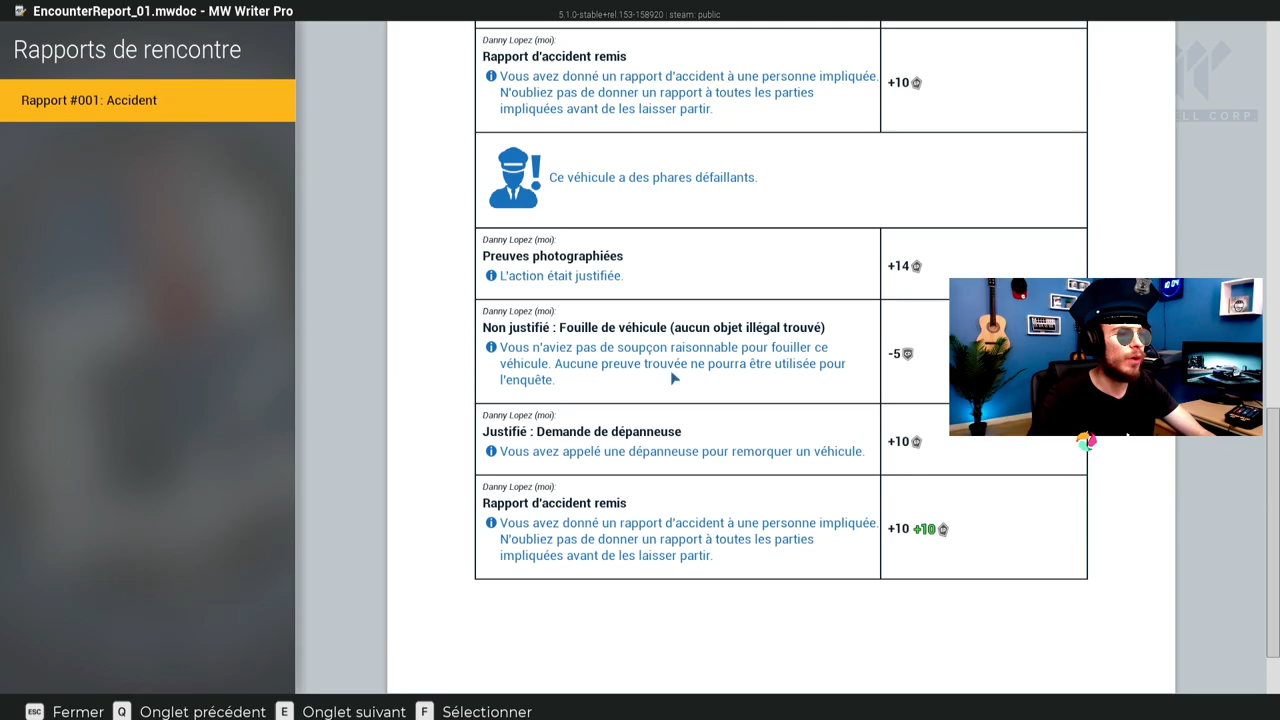 EncounterReport_01.mwdoc - MW Writer Pro
5.1.0-stable+rel.153-158920 | steam: public
Rapports de rencontre
Rapport #001: Accident
Danny Lopez (moi):
Rapport d'accident remis
Vous avez donné un rapport d'accident à une personne impliquée.
N'oubliez pas de donner un rapport à toutes les parties
impliquées avant de les laisser partir.
+10
ELL CORP.
Ce véhicule a des phares défaillants.
Danny Lopez (moi):
Preuves photographiées
L'action était justifiée.
+14
Danny Lopez (moi):
Non justifié : Fouille de véhicule (aucun objet illégal trouvé)
Vous n'aviez pas de soupçon raisonnable pour fouiller ce
véhicule. Aucune preuve trouvée ne pourra être utilisée pour
l'enquête.
-5
Danny Lopez (moi):
Justifié : Demande de dépanneuse
Vous avez appelé une dépanneuse pour remorquer un véhicule.
+10
Danny Lopez (moi):
Rapport d'accident remis
Vous avez donné un rapport d'accident à une personne impliquée.
N'oubliez pas de donner un rapport à toutes les parties
impliquées avant de les laisser partir.
+10 +10
ESC Fermer Q Onglet précédent E Onglet suivant F Sélectionner